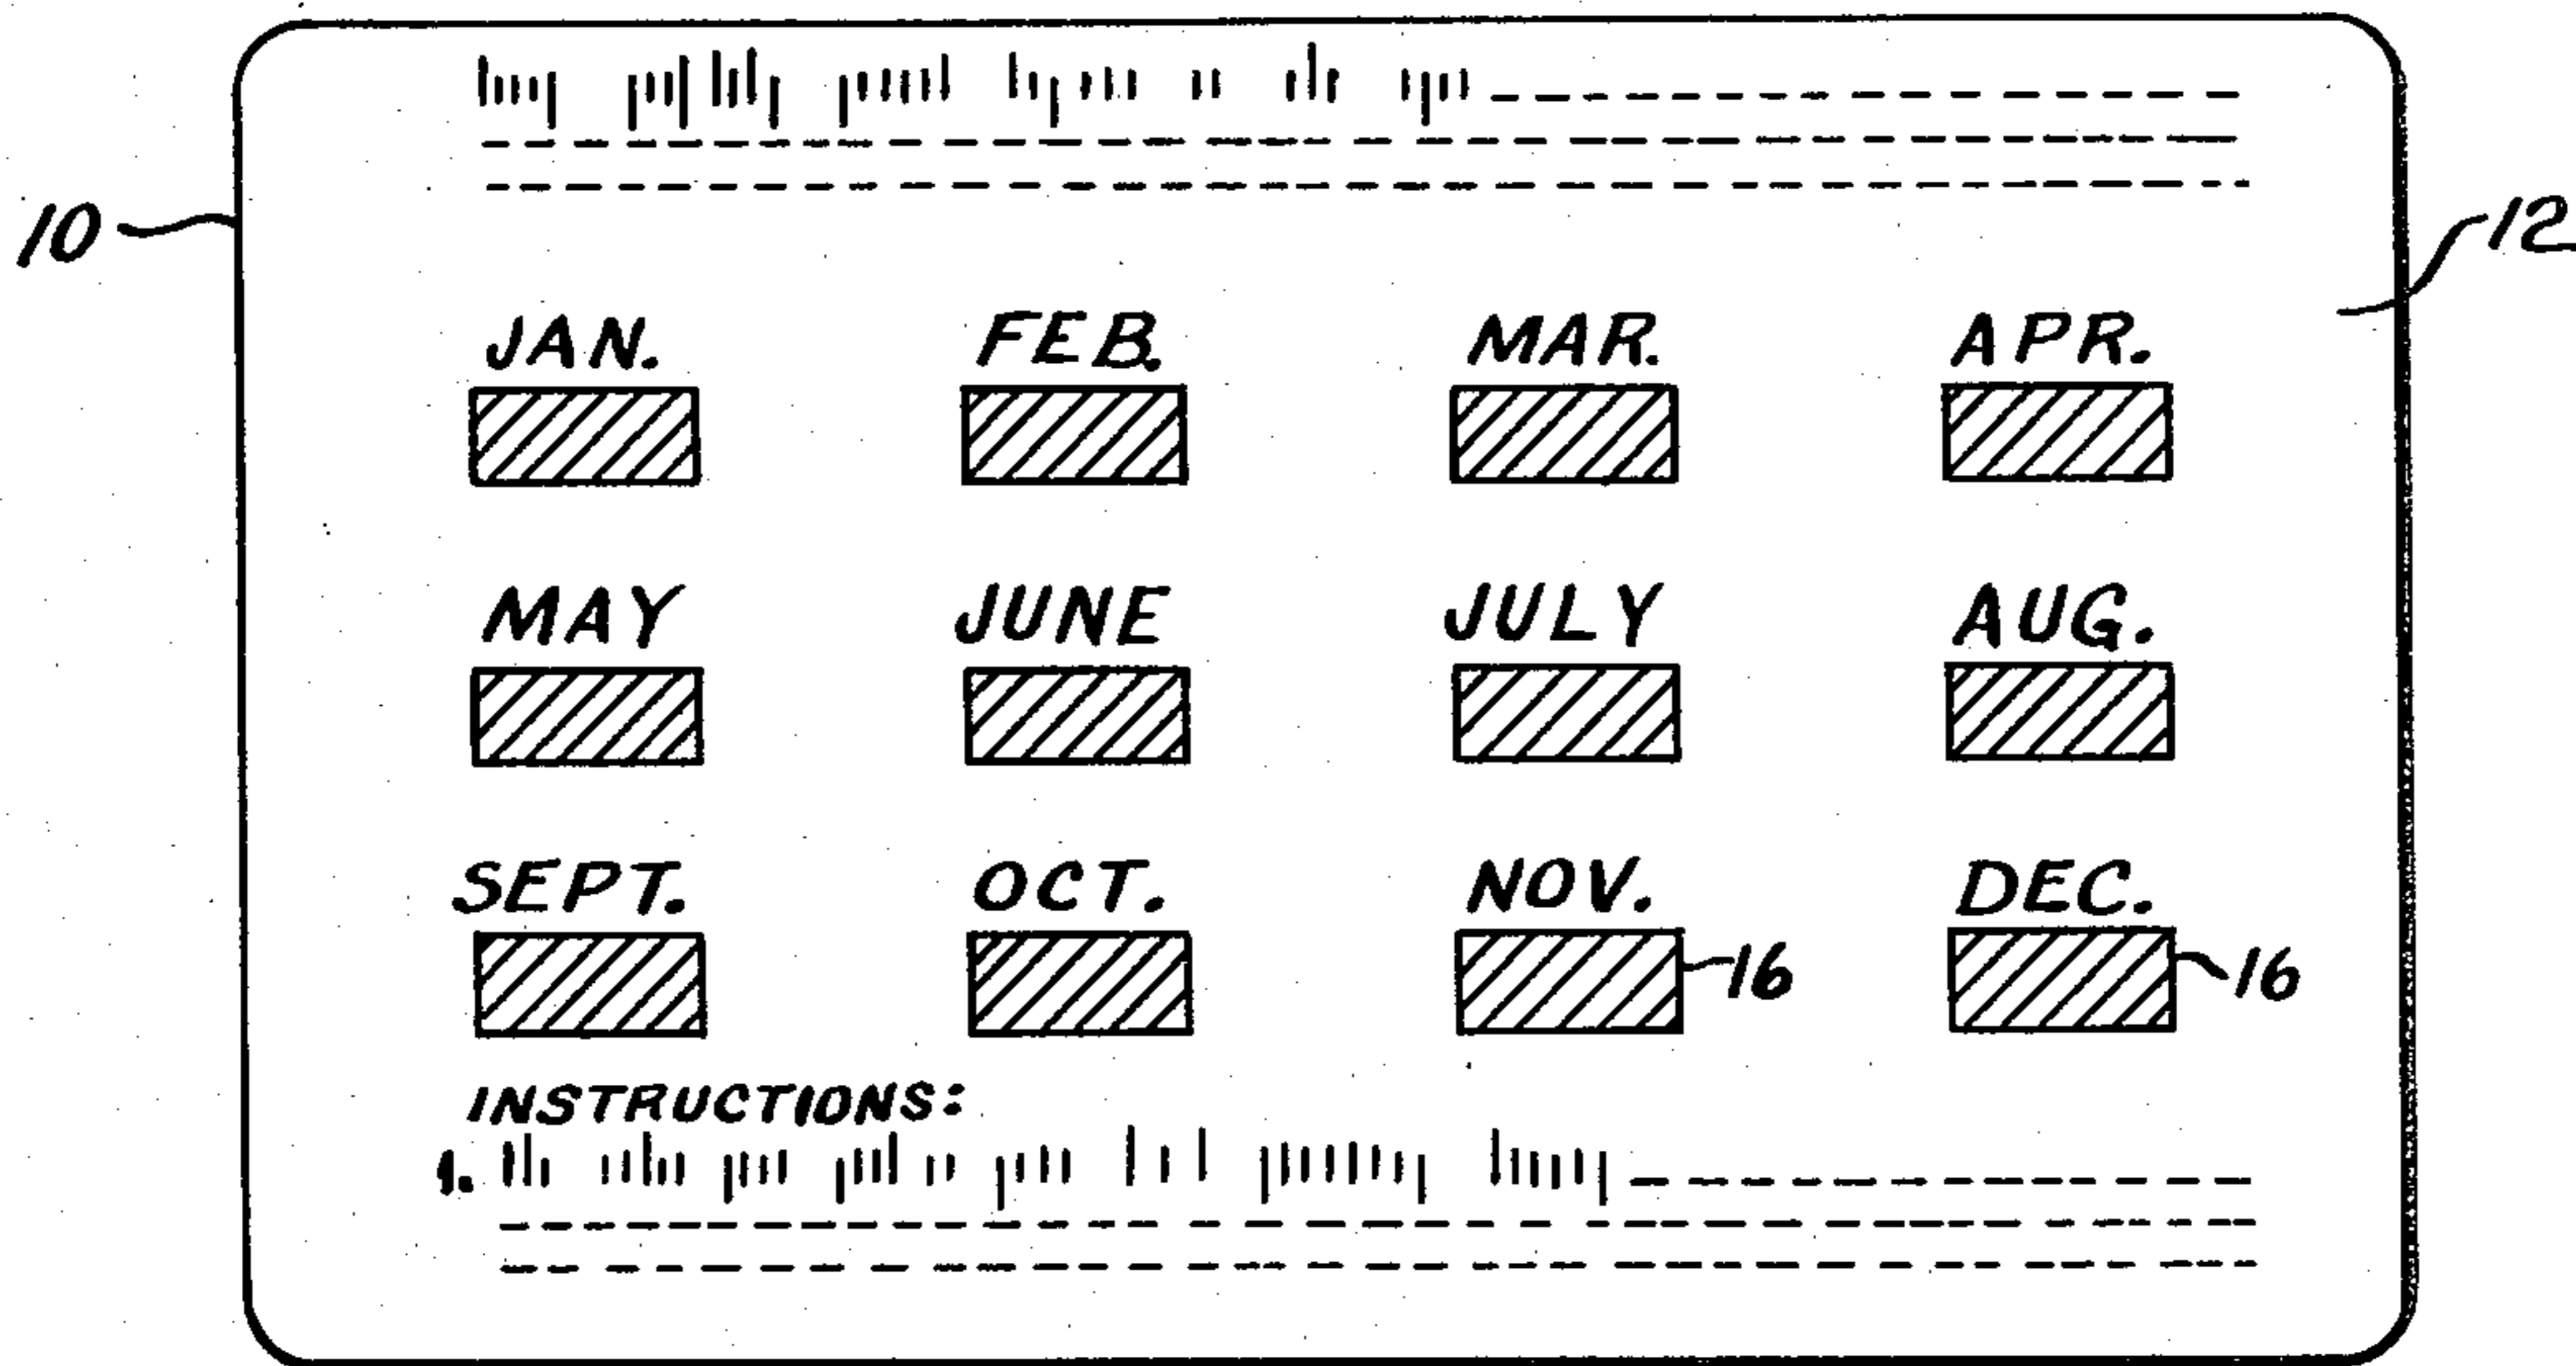 10
12
JAN. FEB. MAR. APR.
MAY JUNE JULY AUG.
SEPT. OCT. NOV. DEC.
16 16
INSTRUCTIONS:
1.